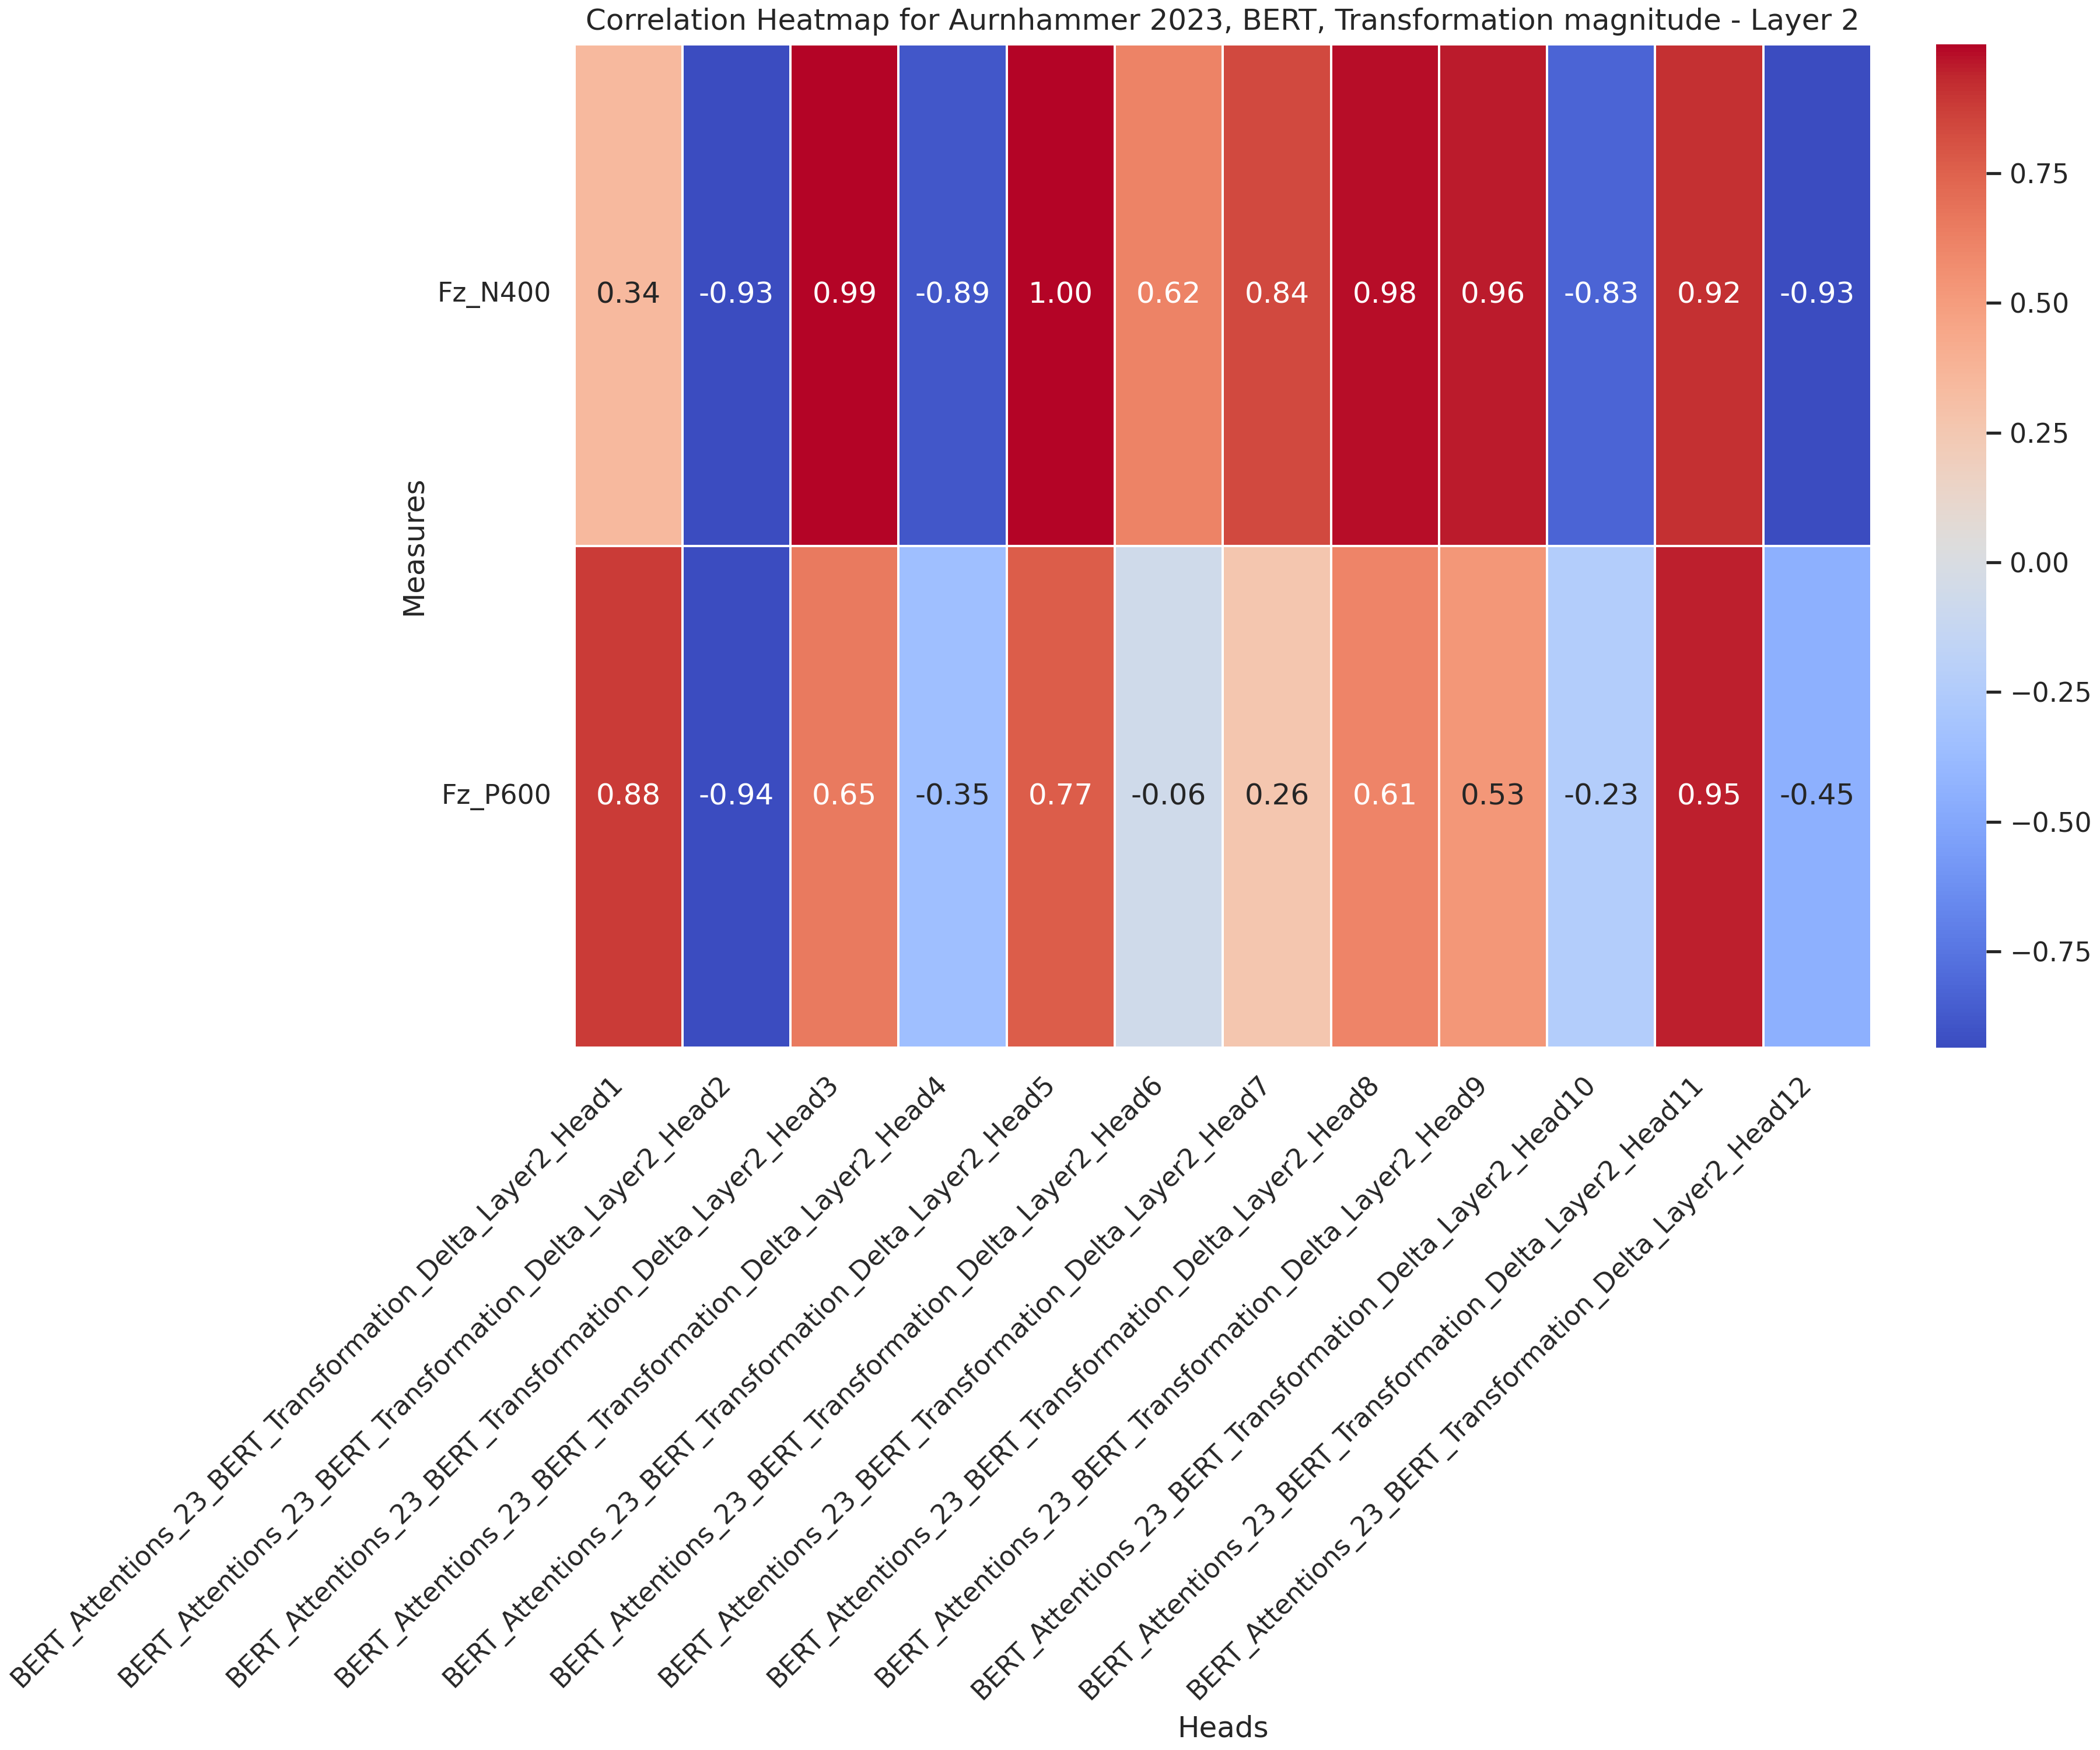 Correlation Heatmap for Aurnhammer 2023, BERT, Transformation magnitude - Layer 2
Measures
Fz_N400
0.34 -0.93 0.99 -0.89 1.00 0.62 0.84 0.98 0.96 -0.83 0.92 -0.93
Fz_P600
0.88 -0.94 0.65 -0.35 0.77 -0.06 0.26 0.61 0.53 -0.23 0.95 -0.45
0.75
0.50
0.25
0.00
−0.25
−0.50
−0.75
BERT_Attentions_23_BERT_Transformation_Delta_Layer2_Head1
BERT_Attentions_23_BERT_Transformation_Delta_Layer2_Head2
BERT_Attentions_23_BERT_Transformation_Delta_Layer2_Head3
BERT_Attentions_23_BERT_Transformation_Delta_Layer2_Head4
BERT_Attentions_23_BERT_Transformation_Delta_Layer2_Head5
BERT_Attentions_23_BERT_Transformation_Delta_Layer2_Head6
BERT_Attentions_23_BERT_Transformation_Delta_Layer2_Head7
BERT_Attentions_23_BERT_Transformation_Delta_Layer2_Head8
BERT_Attentions_23_BERT_Transformation_Delta_Layer2_Head9
BERT_Attentions_23_BERT_Transformation_Delta_Layer2_Head10
BERT_Attentions_23_BERT_Transformation_Delta_Layer2_Head11
BERT_Attentions_23_BERT_Transformation_Delta_Layer2_Head12
Heads